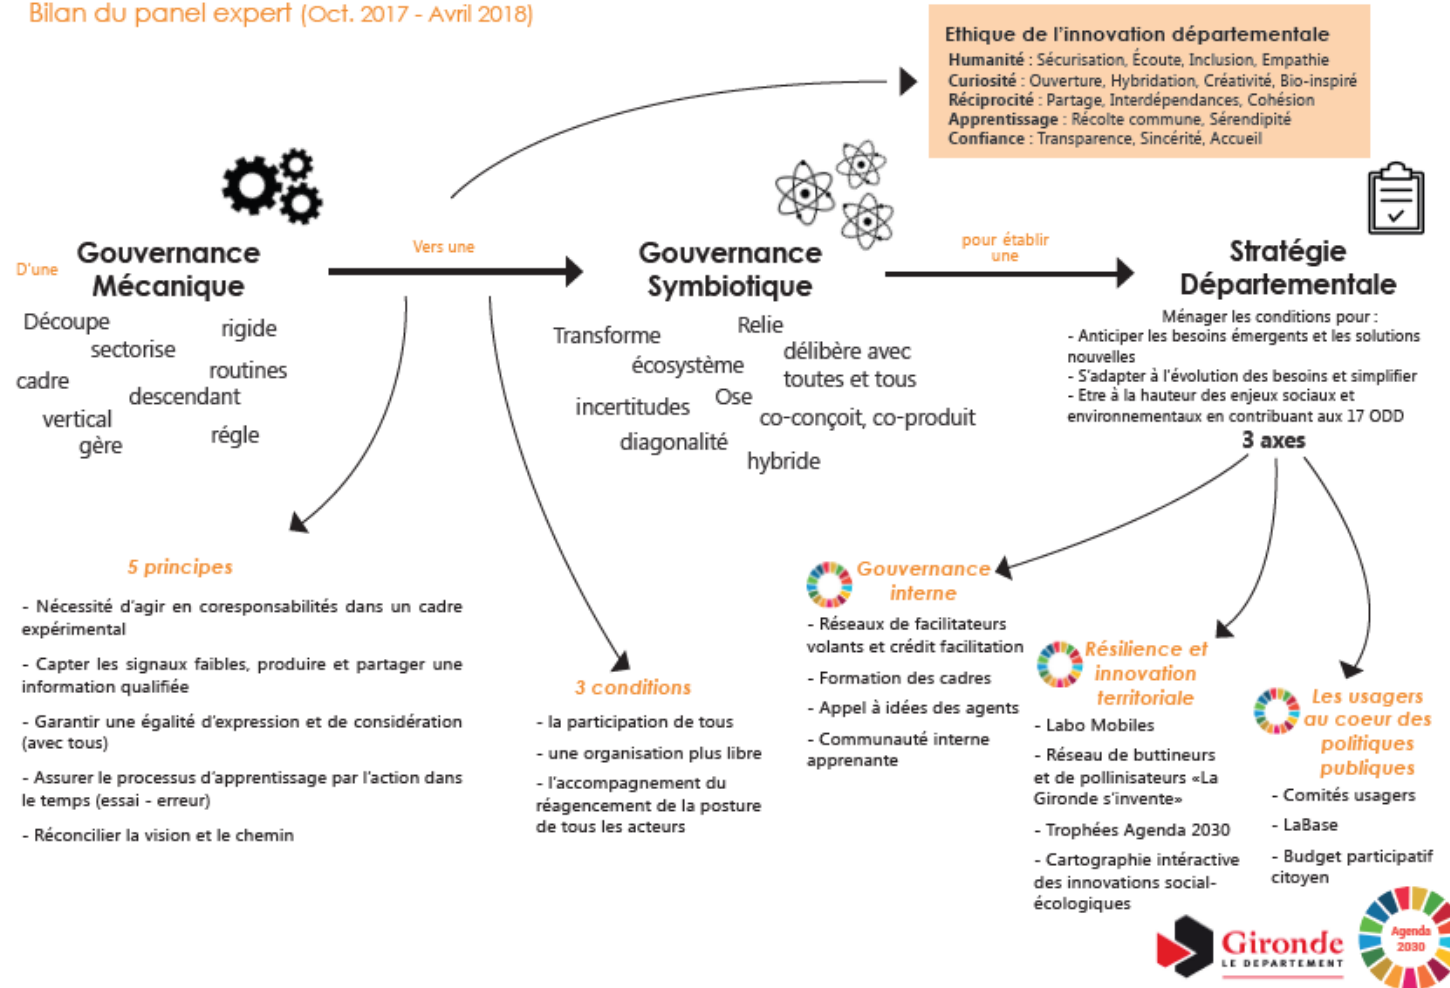 Bilan du panel expert (Oct. 2017 - Avril 2018)
Ethique de l'innovation départementale
Humanité : Sécurisation, Écoute, Inclusion, Empathie
Curiosité : Ouverture, Hybridation, Créativité, Bio-inspiré
Réciprocité : Partage, Interdépendances, Cohésion
Apprentissage : Récolte commune, Sérendipité
Confiance : Transparence, Sincérité, Accueil
D'une
Gouvernance
Mécanique
Découpe
rigide
sectorise
routines
cadre
descendant
vertical
régle
gère
Vers une
Gouvernance
Symbiotique
Transforme
Relie
écosystème
délibère avec
toutes et tous
incertitudes
Ose
co-conçoit, co-produit
diagonalité
hybride
pour établir
une
Stratégie
Départementale
Ménager les conditions pour :
- Anticiper les besoins émergents et les solutions
nouvelles
- S'adapter à l'évolution des besoins et simplifier
- Etre à la hauteur des enjeux sociaux et
environnementaux en contribuant aux 17 ODD
3 axes
5 principes
- Nécessité d'agir en coresponsabilités dans un cadre
expérimental
- Capter les signaux faibles, produire et partager une
information qualifiée
- Garantir une égalité d'expression et de considération
(avec tous)
- Assurer le processus d'apprentissage par l'action dans
le temps (essai - erreur)
- Réconcilier la vision et le chemin
3 conditions
- la participation de tous
- une organisation plus libre
- l'accompagnement du
réagencement de la posture
de tous les acteurs
Gouvernance
interne
- Réseaux de facilitateurs
volants et crédit facilitation
- Formation des cadres
- Appel à idées des agents
- Communauté interne
apprenante
Résilience et
innovation
territoriale
- Labo Mobiles
- Réseau de buttineurs
et de pollinisateurs «La
Gironde s'invente»
- Trophées Agenda 2030
- Cartographie intéractive
des innovations social-
écologiques
Les usagers
au coeur des
politiques
publiques
- Comités usagers
- LaBase
- Budget participatif
citoyen
Gironde
LE DEPARTEMENT
Agenda
2030